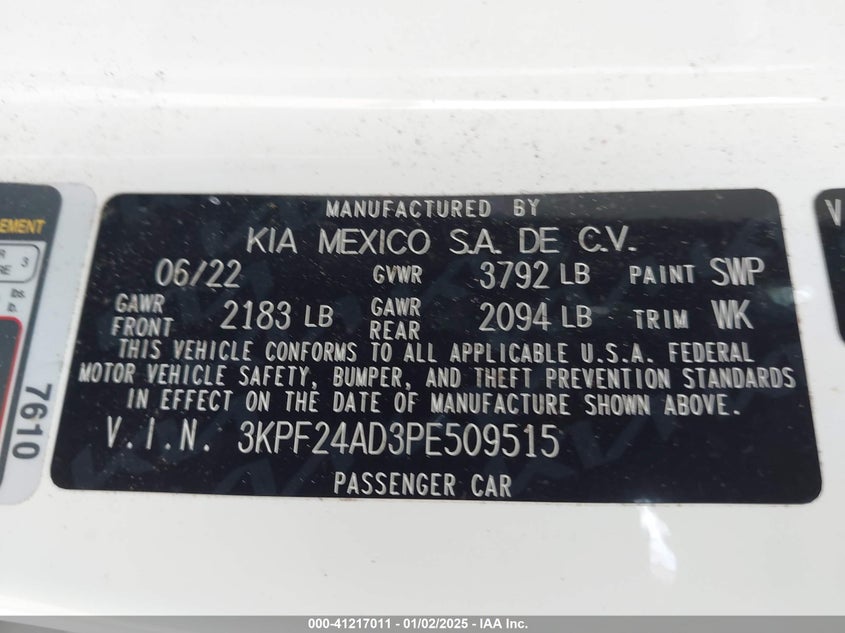 MANUFACTURED BY
KIA MEXICO S.A. DE C.V.
06/22 GVWR 3792 LB PAINT SWP
GAWR FRONT 2183 LB GAWR REAR 2094 LB TRIM WK
THIS VEHICLE CONFORMS TO ALL APPLICABLE U.S.A. FEDERAL
MOTOR VEHICLE SAFETY, BUMPER, AND THEFT PREVENTION STANDARDS
IN EFFECT ON THE DATE OF MANUFACTURE SHOWN ABOVE.
V.I.N. 3KPF24AD3PE509515
PASSENGER CAR
3
lbs.
7610
V
000-41217011 - 01/02/2025 - IAA Inc.